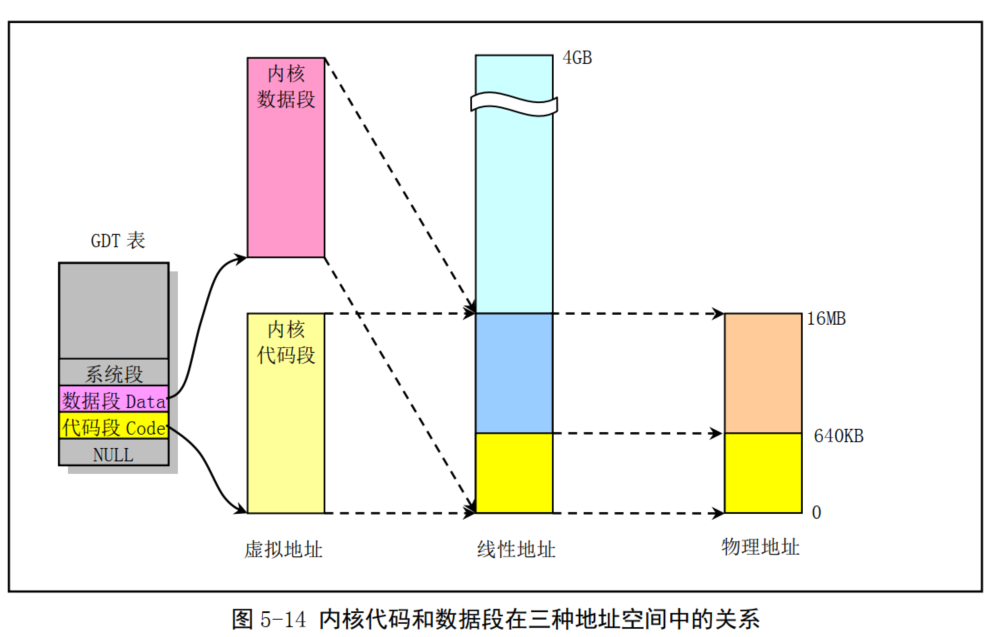 内核
数据段
4GB
GDT 表
系统段
数据段 Data
代码段 Code
NULL
内核
代码段
16MB
640KB
0
虚拟地址
线性地址
物理地址
图 5-14 内核代码和数据段在三种地址空间中的关系